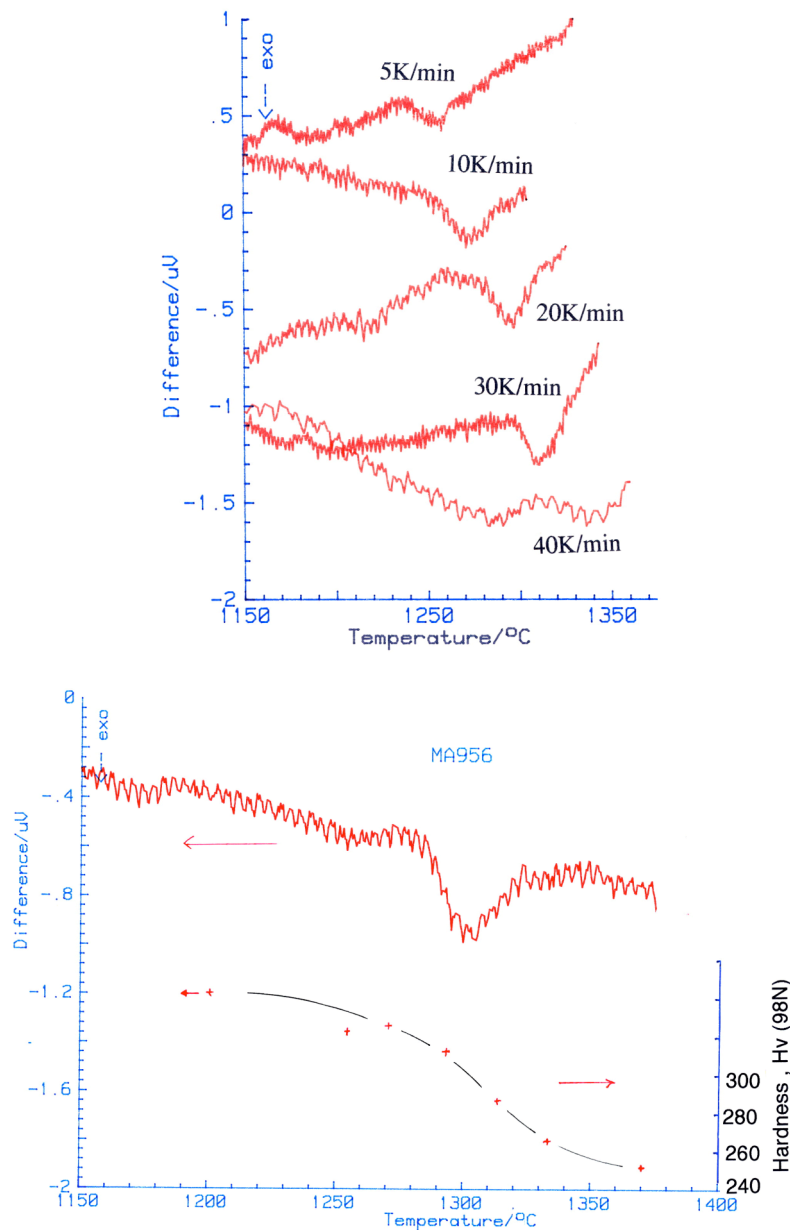 1
.5
0
-.5
-1
-1.5
-2
Difference/uV
<-- exo
5K/min
10K/min
20K/min
30K/min
40K/min
1150
1250
1350
Temperature/ºC
0
-.4
-.8
-1.2
-1.6
-2
Difference/uV
<-- exo
MA956
300
280
260
240
Hardness , Hv (98N)
1150
1200
1250
1300
1350
1400
Temperature/ºC